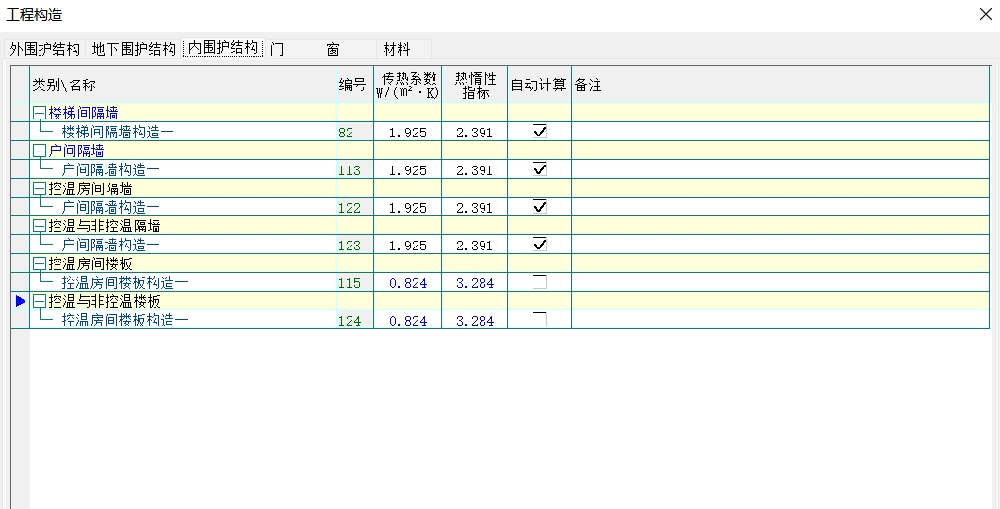 工程构造
外围护结构 地下围护结构 内围护结构 门 窗 材料
类别\名称 编号 传热系数 W/(m²·K) 热惰性指标 自动计算 备注
楼梯间隔墙
楼梯间隔墙构造一 82 1.925 2.391
户间隔墙
户间隔墙构造一 113 1.925 2.391
控温房间隔墙
户间隔墙构造一 122 1.925 2.391
控温与非控温隔墙
户间隔墙构造一 123 1.925 2.391
控温房间楼板
控温房间楼板构造一 115 0.824 3.284
控温与非控温楼板
控温房间楼板构造一 124 0.824 3.284